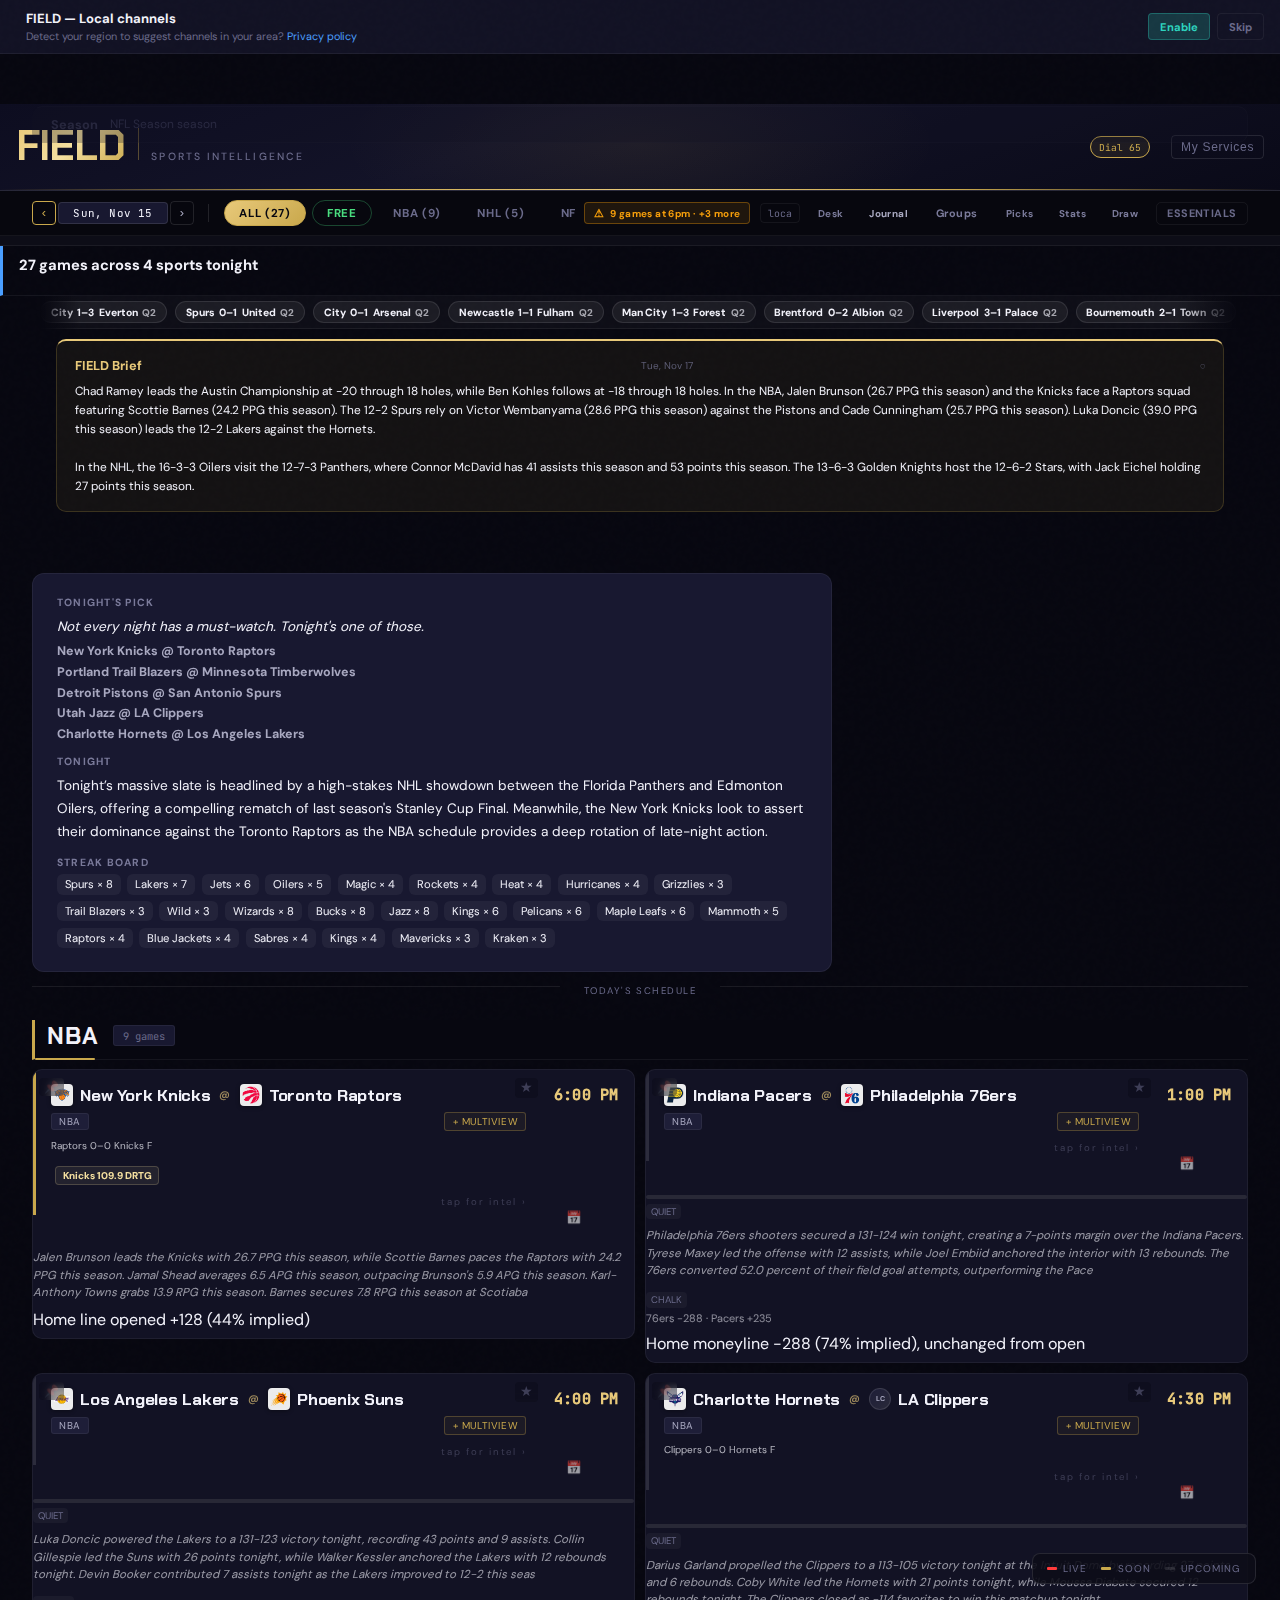 FIELD — Local channels
Detect your region to suggest channels in your area? Privacy policy
Enable
Skip
Season NFL Season season
FIELD
SPORTS INTELLIGENCE
Dial 65
My Services
‹ Sun, Nov 15 ›
ALL (27)
FREE
NBA (9)
NHL (5)
NF
⚠ 9 games at 6pm · +3 more
loca
Desk
Journal
Groups
Picks
Stats
Draw
ESSENTIALS
27 games across 4 sports tonight
City 1–3 Everton Q2
Spurs 0–1 United Q2
City 0–1 Arsenal Q2
Newcastle 1–1 Fulham Q2
Man City 1–3 Forest Q2
Brentford 0–2 Albion Q2
Liverpool 3–1 Palace Q2
Bournemouth 2–1 Town Q2
FIELD Brief
Tue, Nov 17
Chad Ramey leads the Austin Championship at -20 through 18 holes, while Ben Kohles follows at -18 through 18 holes. In the NBA, Jalen Brunson (26.7 PPG this season) and the Knicks face a Raptors squad
featuring Scottie Barnes (24.2 PPG this season). The 12-2 Spurs rely on Victor Wembanyama (28.6 PPG this season) against the Pistons and Cade Cunningham (25.7 PPG this season). Luka Doncic (39.0 PPG
this season) leads the 12-2 Lakers against the Hornets.
In the NHL, the 16-3-3 Oilers visit the 12-7-3 Panthers, where Connor McDavid has 41 assists this season and 53 points this season. The 13-6-3 Golden Knights host the 12-6-2 Stars, with Jack Eichel holding
27 points this season.
TONIGHT'S PICK
Not every night has a must-watch. Tonight's one of those.
New York Knicks @ Toronto Raptors
Portland Trail Blazers @ Minnesota Timberwolves
Detroit Pistons @ San Antonio Spurs
Utah Jazz @ LA Clippers
Charlotte Hornets @ Los Angeles Lakers
TONIGHT
Tonight's massive slate is headlined by a high-stakes NHL showdown between the Florida Panthers and Edmonton
Oilers, offering a compelling rematch of last season's Stanley Cup Final. Meanwhile, the New York Knicks look to assert
their dominance against the Toronto Raptors as the NBA schedule provides a deep rotation of late-night action.
STREAK BOARD
Spurs × 8 Lakers × 7 Jets × 6 Oilers × 5 Magic × 4 Rockets × 4 Heat × 4 Hurricanes × 4 Grizzlies × 3
Trail Blazers × 3 Wild × 3 Wizards × 8 Bucks × 8 Jazz × 8 Kings × 6 Pelicans × 6 Maple Leafs × 6 Mammoth × 5
Raptors × 4 Blue Jackets × 4 Sabres × 4 Kings × 4 Mavericks × 3 Kraken × 3
TODAY'S SCHEDULE
NBA
9 games
New York Knicks @ Toronto Raptors
★
6:00 PM
NBA
+ MULTIVIEW
Raptors 0–0 Knicks F
Knicks 109.9 DRTG
tap for intel ›
17
Jalen Brunson leads the Knicks with 26.7 PPG this season, while Scottie Barnes paces the Raptors with 24.2
PPG this season. Jamal Shead averages 6.5 APG this season, outpacing Brunson's 5.9 APG this season. Karl-
Anthony Towns grabs 13.9 RPG this season. Barnes secures 7.8 RPG this season at Scotiaba
Home line opened +128 (44% implied)
Indiana Pacers @ Philadelphia 76ers
★
1:00 PM
NBA
+ MULTIVIEW
tap for intel ›
17
QUIET
Philadelphia 76ers shooters secured a 131-124 win tonight, creating a 7-points margin over the Indiana Pacers.
Tyrese Maxey led the offense with 12 assists, while Joel Embiid anchored the interior with 13 rebounds. The
76ers converted 52.0 percent of their field goal attempts, outperforming the Pace
CHALK
76ers -288 · Pacers +235
Home moneyline -288 (74% implied), unchanged from open
Los Angeles Lakers @ Phoenix Suns
★
4:00 PM
NBA
+ MULTIVIEW
tap for intel ›
17
QUIET
Luka Doncic powered the Lakers to a 131-123 victory tonight, recording 43 points and 9 assists. Collin
Gillespie led the Suns with 26 points tonight, while Walker Kessler anchored the Lakers with 12 rebounds
tonight. Devin Booker contributed 7 assists tonight as the Lakers improved to 12-2 this seas
Charlotte Hornets @ LC LA Clippers
★
4:30 PM
NBA
+ MULTIVIEW
Clippers 0–0 Hornets F
tap for intel ›
17
QUIET
Darius Garland propelled the Clippers to a 113-105 victory tonight at the
and 6 rebounds. Coby White led the Hornets with 21 points tonight, while Moussa Diabate secured 12
rebounds tonight. The Clippers closed as -114 favorites to win this matchup tonight
LIVE
SOON
UPCOMING